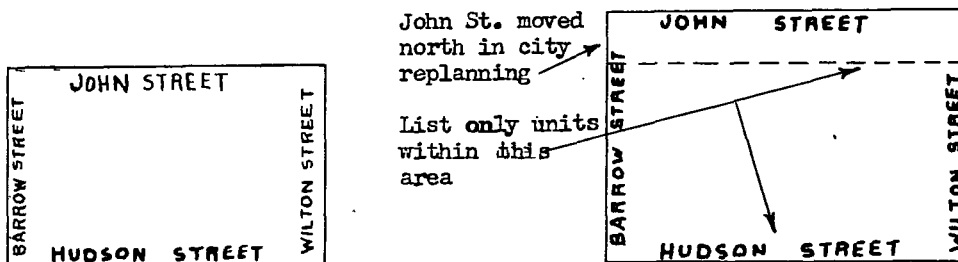 JOHN STREET
BARROW STREET
WILTON STREET
HUDSON STREET
John St. moved
north in city
replanning
List only units
within this
area
JOHN STREET
BARROW STREET
WILTON STREET
HUDSON STREET